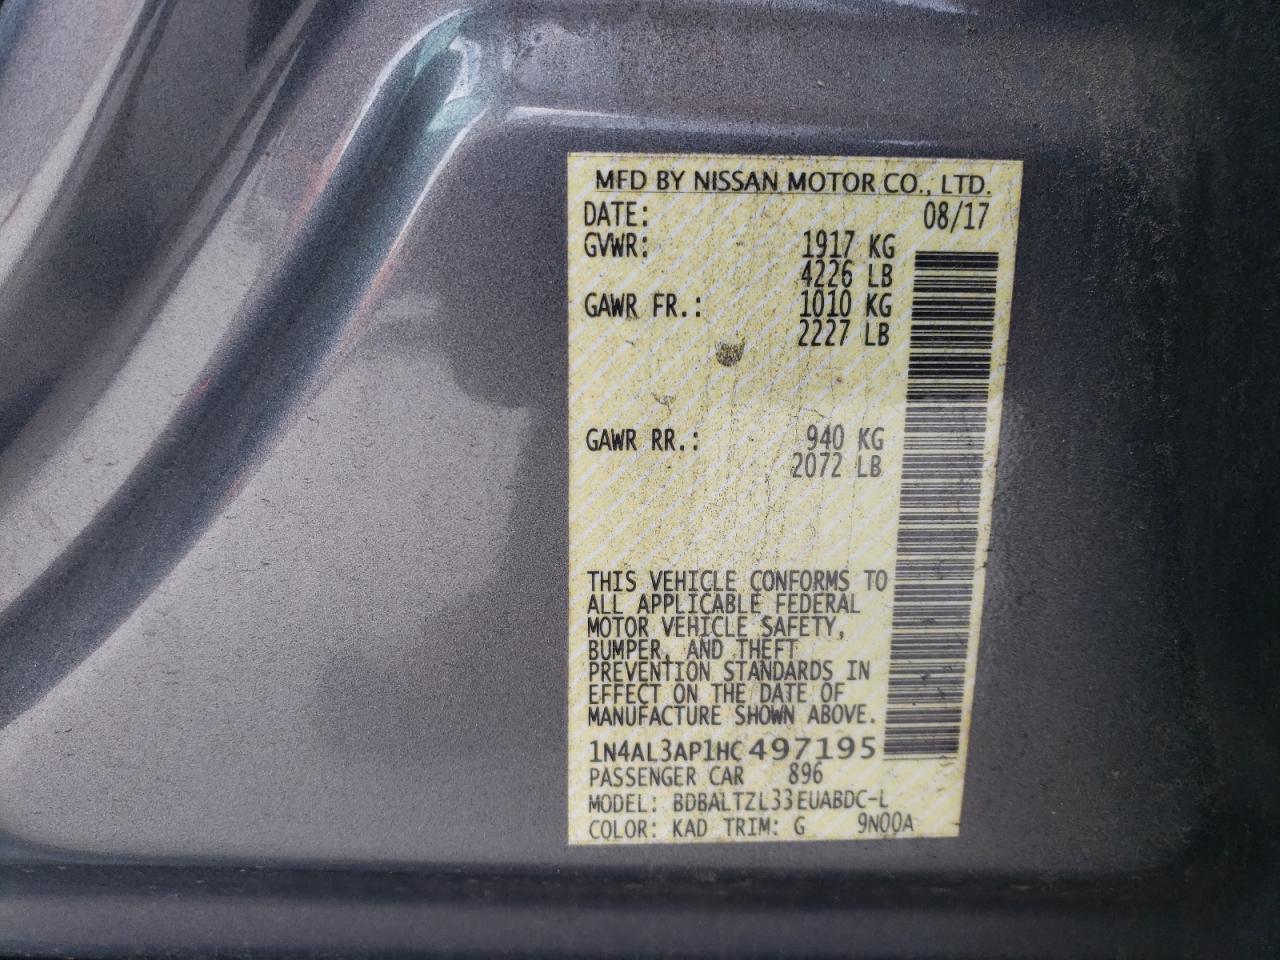 MFD BY NISSAN MOTOR CO., LTD.
DATE: 08/17
GVWR: 1917 KG
4226 LB
GAWR FR.: 1010 KG
2227 LB
GAWR RR.: 940 KG
2072 LB
THIS VEHICLE CONFORMS TO
ALL APPLICABLE FEDERAL
MOTOR VEHICLE SAFETY,
BUMPER, AND THEFT
PREVENTION STANDARDS IN
EFFECT ON THE DATE OF
MANUFACTURE SHOWN ABOVE.
1N4AL3AP1HC497195
PASSENGER CAR 896
MODEL: BDBALTZL33EUABDC-L
COLOR: KAD TRIM: G 9N00A